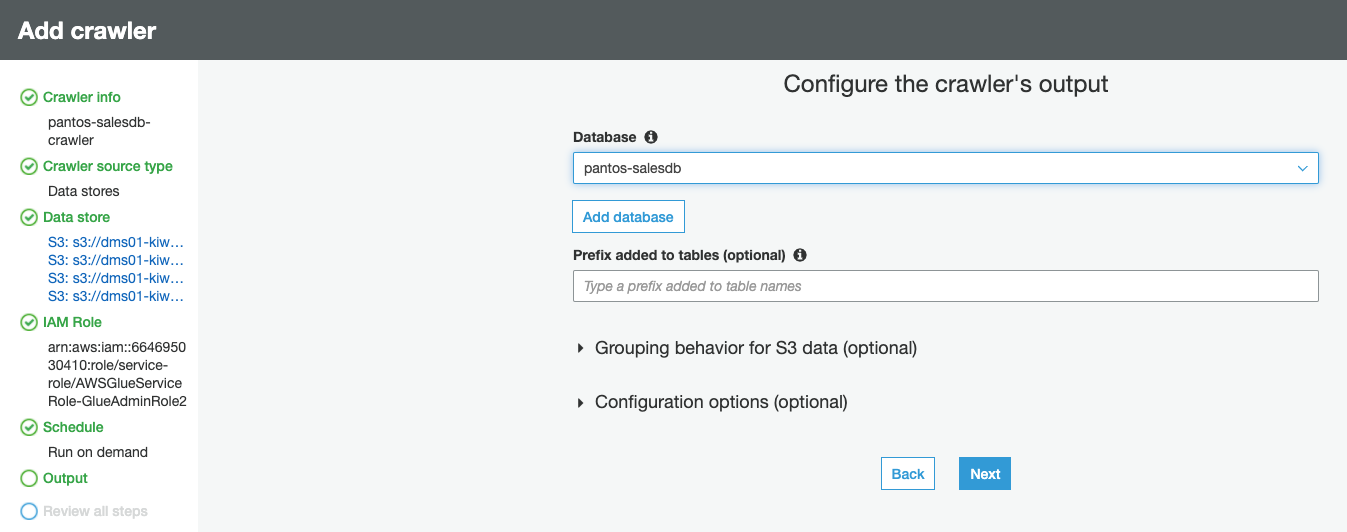 Add crawler
Crawler info
pantos-salesdb-
crawler
Crawler source type
Data stores
Data store
S3: s3://dms01-kiw…
S3: s3://dms01-kiw…
S3: s3://dms01-kiw…
S3: s3://dms01-kiw…
IAM Role
arn:aws:iam::6646950
30410:role/service-
role/AWSGlueService
Role-GlueAdminRole2
Schedule
Run on demand
Output
Review all steps
Configure the crawler's output
Database
pantos-salesdb
Add database
Prefix added to tables (optional)
Type a prefix added to table names
Grouping behavior for S3 data (optional)
Configuration options (optional)
Back
Next